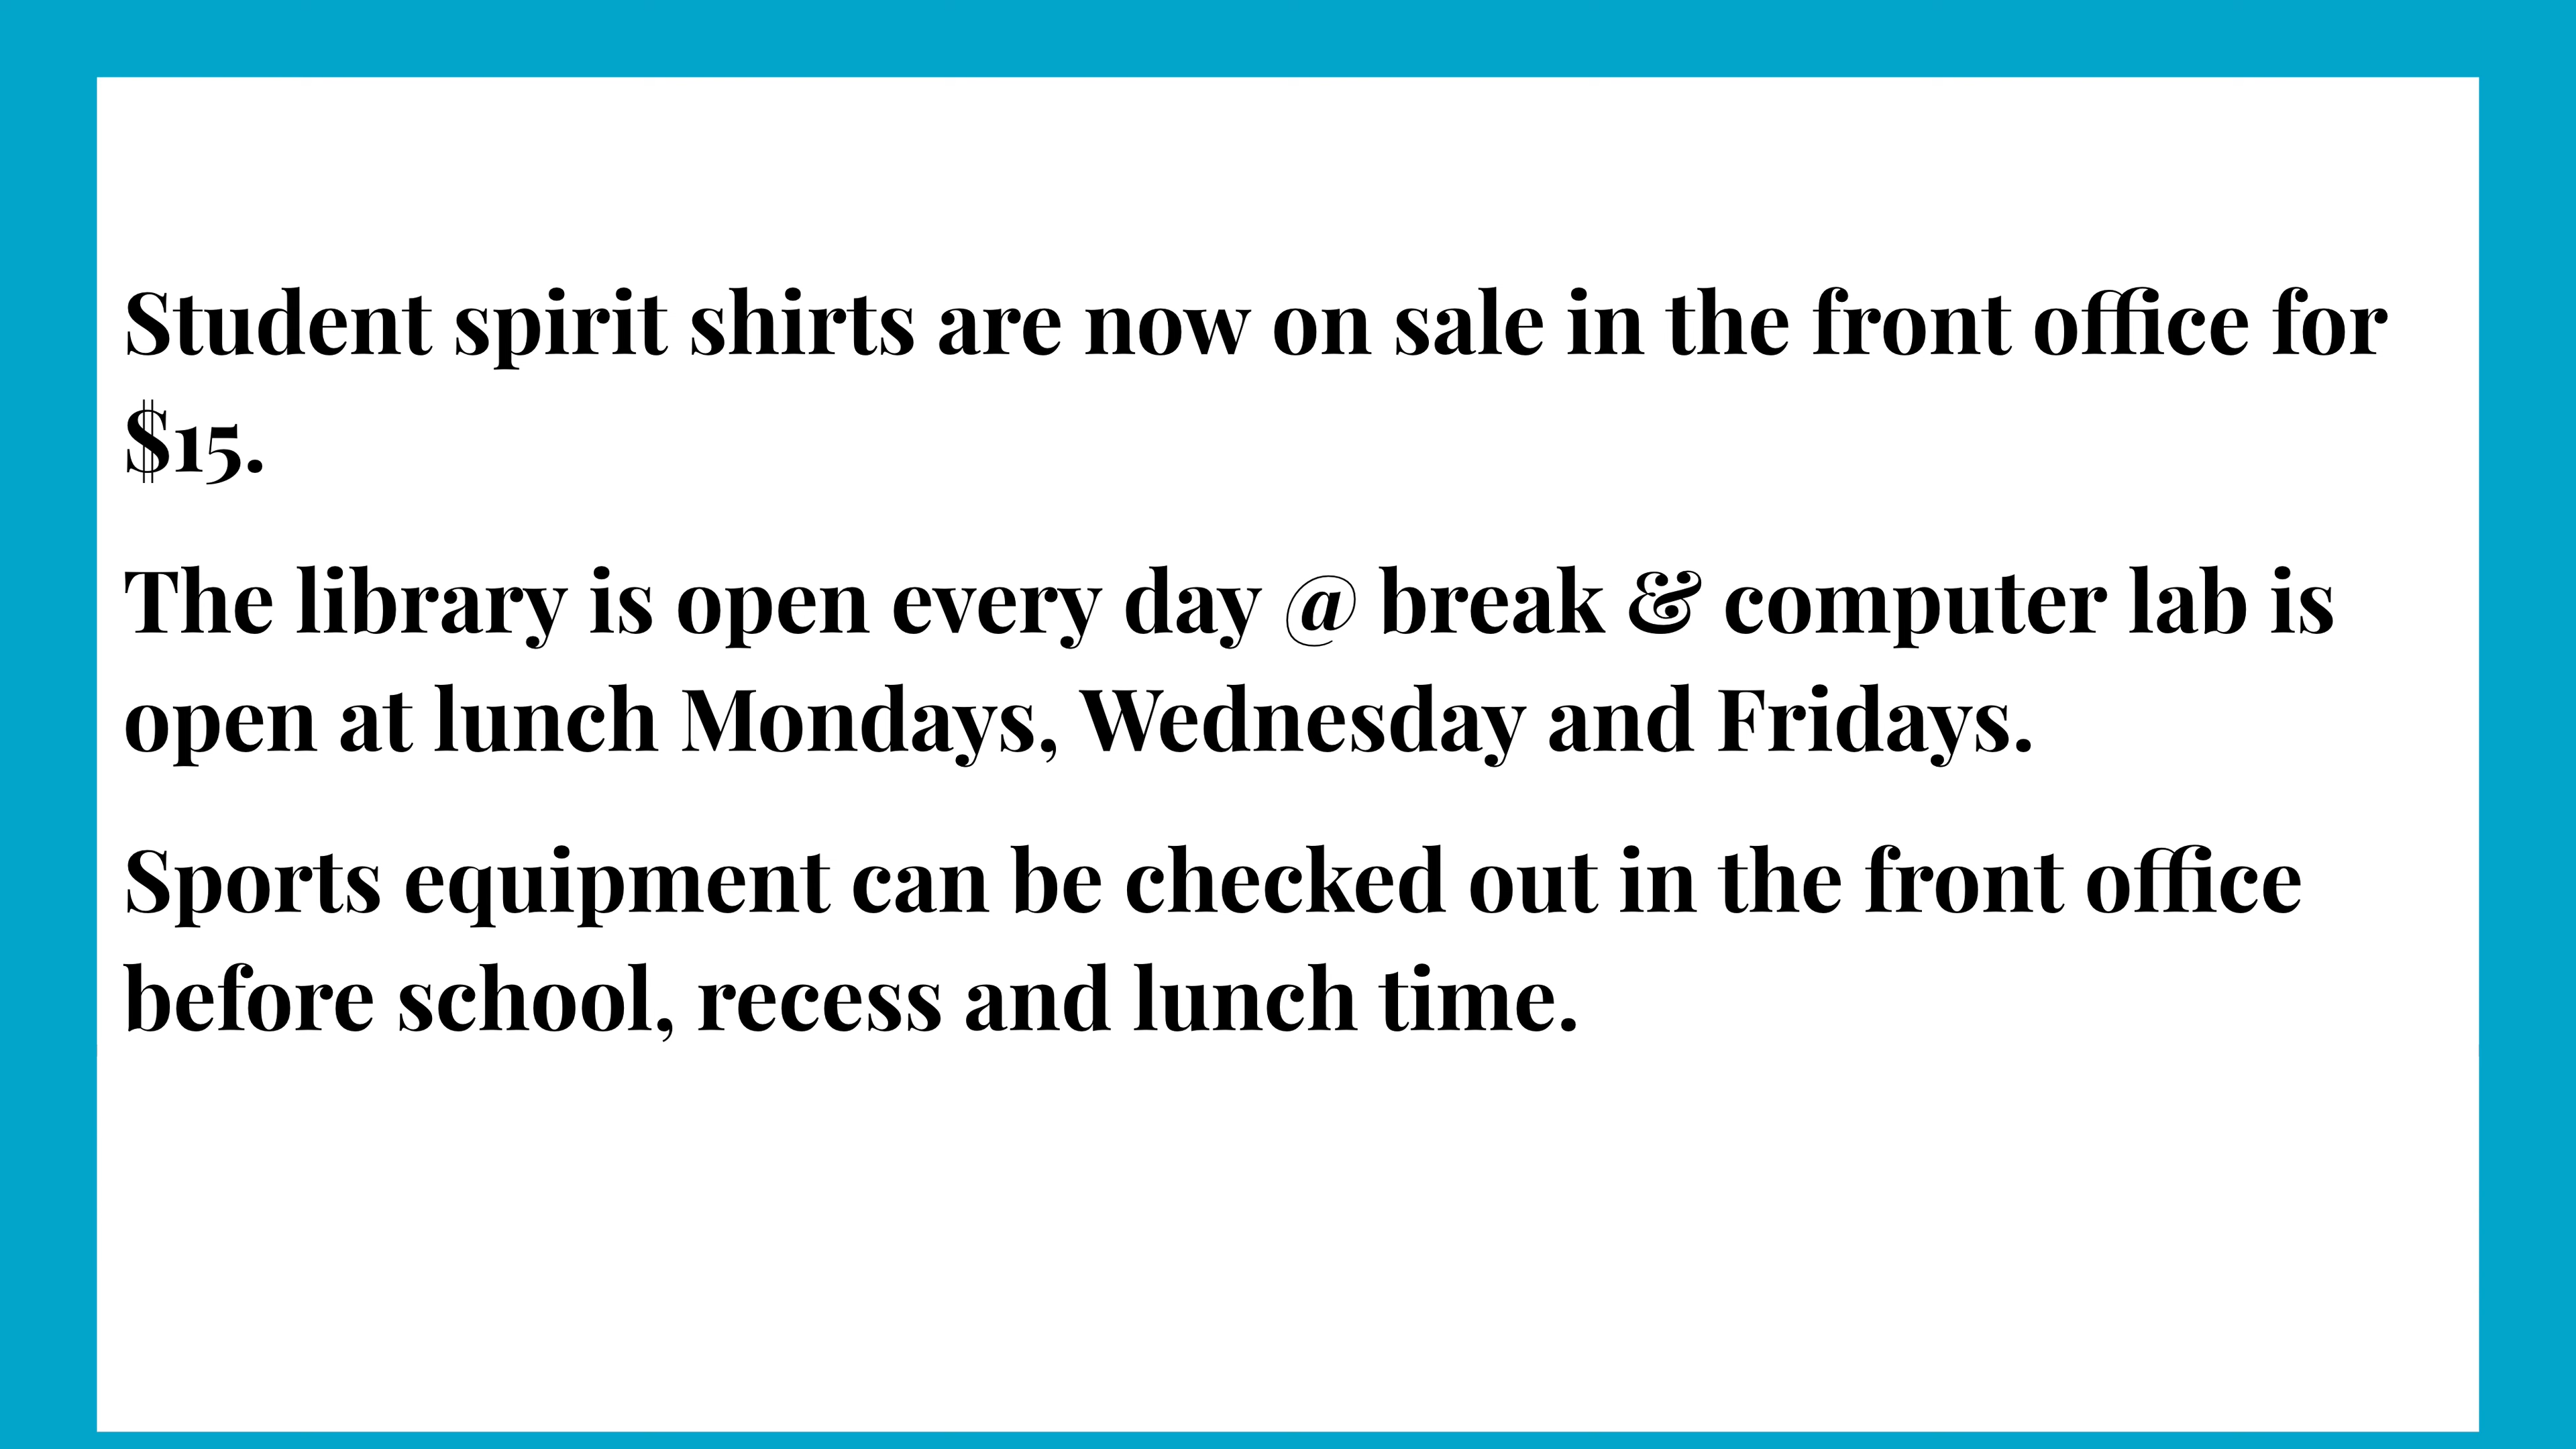 Student spirit shirts are now on sale in the front office for
$15.
The library is open every day @ break & computer lab is
open at lunch Mondays, Wednesday and Fridays.
Sports equipment can be checked out in the front office
before school, recess and lunch time.